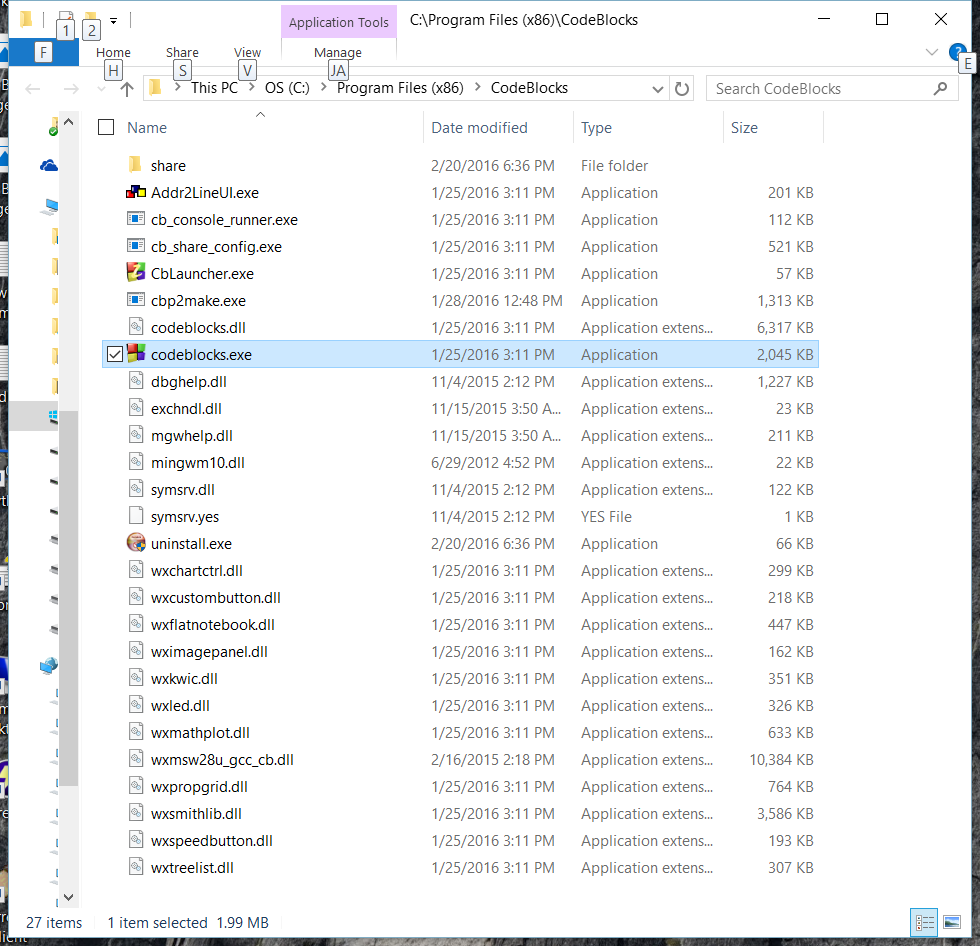 1 2 Application Tools C:\Program Files (x86)\CodeBlocks
F Home Share View Manage ?
H S V JA E
This PC > OS (C:) > Program Files (x86) > CodeBlocks Search CodeBlocks
Name Date modified Type Size
share 2/20/2016 6:36 PM File folder
Addr2LineUI.exe 1/25/2016 3:11 PM Application 201 KB
cb_console_runner.exe 1/25/2016 3:11 PM Application 112 KB
cb_share_config.exe 1/25/2016 3:11 PM Application 521 KB
CbLauncher.exe 1/25/2016 3:11 PM Application 57 KB
cbp2make.exe 1/28/2016 12:48 PM Application 1,313 KB
codeblocks.dll 1/25/2016 3:11 PM Application extens... 6,317 KB
codeblocks.exe 1/25/2016 3:11 PM Application 2,045 KB
dbghelp.dll 11/4/2015 2:12 PM Application extens... 1,227 KB
exchndl.dll 11/15/2015 3:50 A... Application extens... 23 KB
mgwhelp.dll 11/15/2015 3:50 A... Application extens... 211 KB
mingwm10.dll 6/29/2012 4:52 PM Application extens... 22 KB
symsrv.dll 11/4/2015 2:12 PM Application extens... 122 KB
symsrv.yes 11/4/2015 2:12 PM YES File 1 KB
uninstall.exe 2/20/2016 6:36 PM Application 66 KB
wxchartctrl.dll 1/25/2016 3:11 PM Application extens... 299 KB
wxcustombutton.dll 1/25/2016 3:11 PM Application extens... 218 KB
wxflatnotebook.dll 1/25/2016 3:11 PM Application extens... 447 KB
wximagepanel.dll 1/25/2016 3:11 PM Application extens... 162 KB
wxkwic.dll 1/25/2016 3:11 PM Application extens... 351 KB
wxled.dll 1/25/2016 3:11 PM Application extens... 326 KB
wxmathplot.dll 1/25/2016 3:11 PM Application extens... 633 KB
wxmsw28u_gcc_cb.dll 2/16/2015 2:18 PM Application extens... 10,384 KB
wxpropgrid.dll 1/25/2016 3:11 PM Application extens... 764 KB
wxsmithlib.dll 1/25/2016 3:11 PM Application extens... 3,586 KB
wxspeedbutton.dll 1/25/2016 3:11 PM Application extens... 193 KB
wxtreelist.dll 1/25/2016 3:11 PM Application extens... 307 KB
27 items 1 item selected 1.99 MB